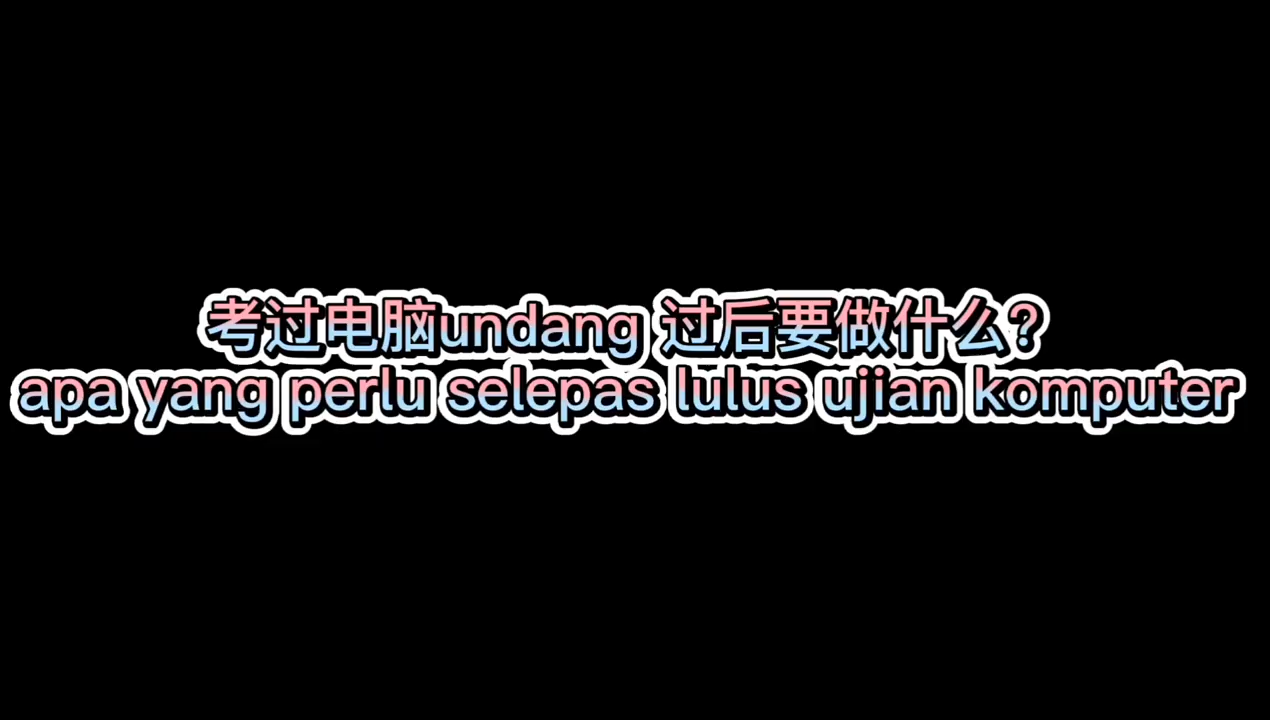 考过电脑undang 过后要做什么?
apa yang perlu selepas lulus ujian komputer